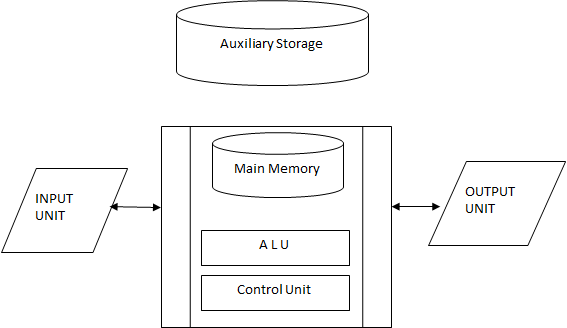 Auxiliary Storage
Main Memory
INPUT
UNIT
OUTPUT
UNIT
A L U
Control Unit